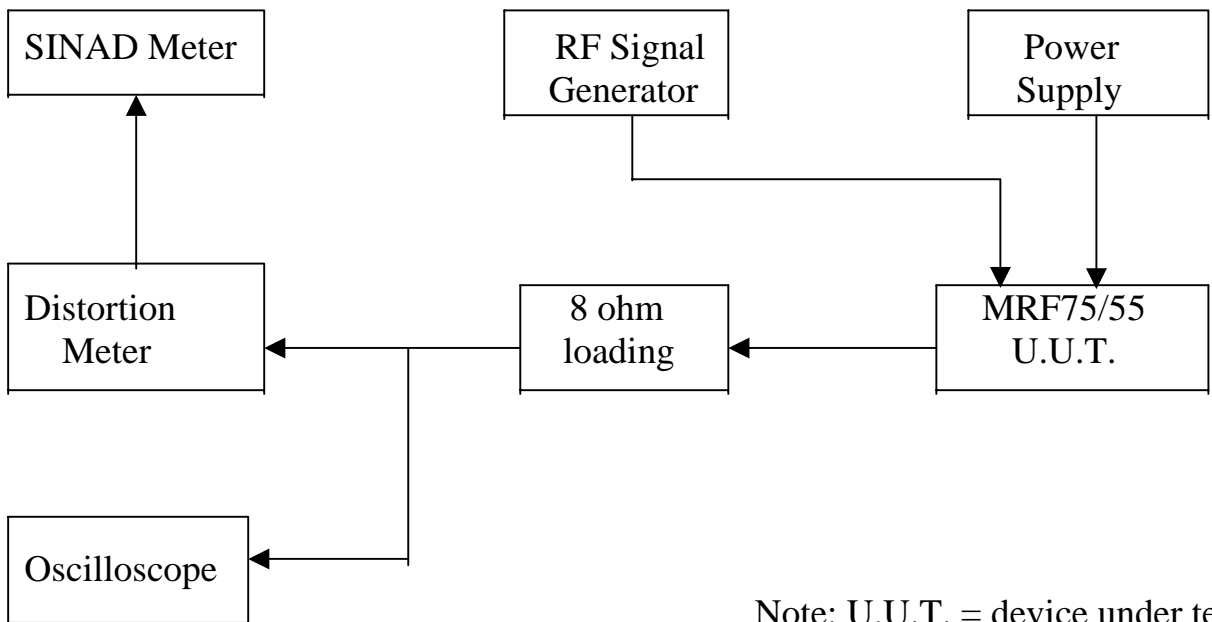 SINAD Meter
RF Signal
Generator
Power
Supply
Distortion
Meter
8 ohm
loading
MRF75/55
U.U.T.
Oscilloscope
Note: U.U.T. = device under te